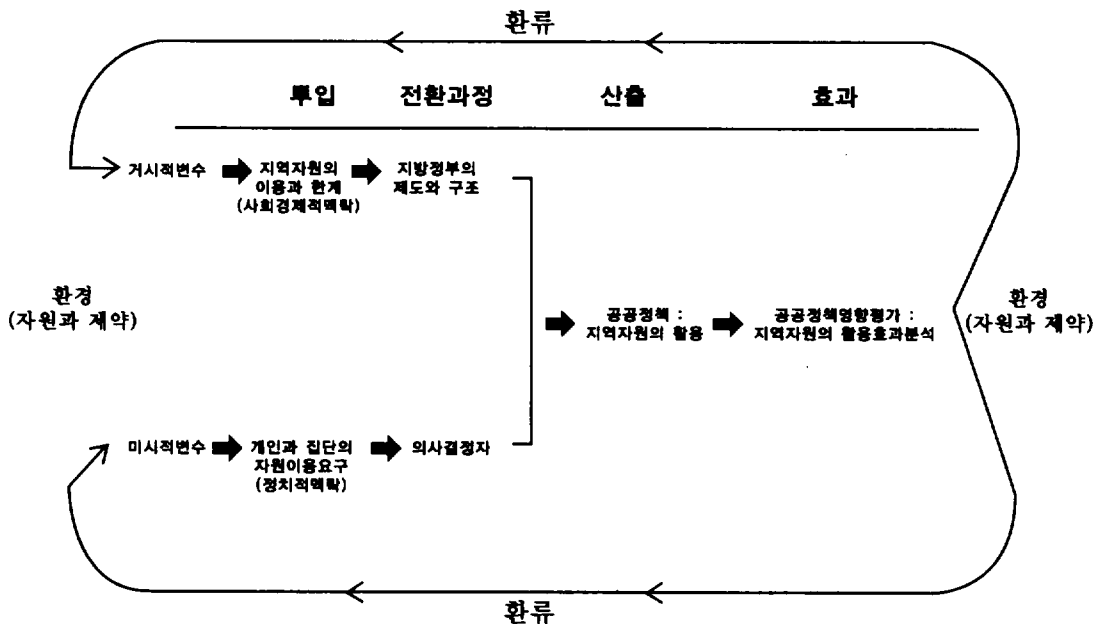 환류
투입 전환과정 산출 효과
거시적변수
지역자원의
이용과 한계
(사회경제적맥락)
지방정부의
제도와 구조
환경
(자원과 제약)
공공정책 :
지역자원의 활용
공공정책영향평가 :
지역자원의 활용효과분석
환경
(자원과 제약)
미시적변수
개인과 집단의
자원이용요구
(정치적맥락)
의사결정자
환류